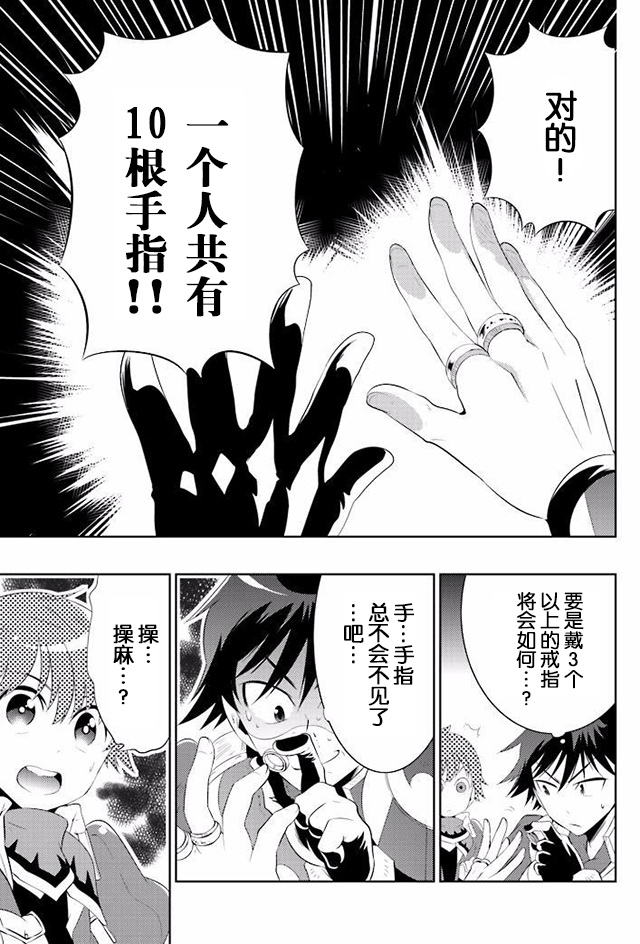 对的！
一个人共有
10根手指！！
要是戴3个
以上的戒指
将会如何…？
手…手指
总不会不见了
…吧…
操…
操麻…？